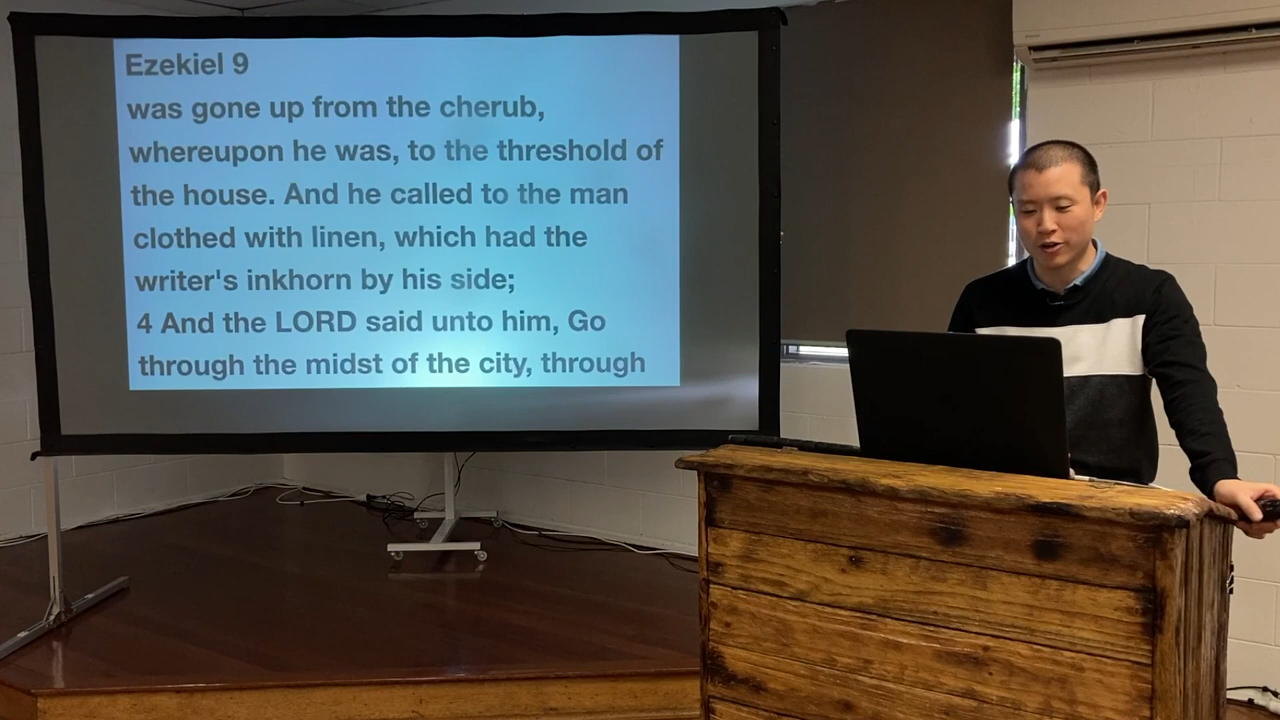 Ezekiel 9
was gone up from the cherub,
whereupon he was, to the threshold of
the house. And he called to the man
clothed with linen, which had the
writer's inkhorn by his side;
4 And the LORD said unto him, Go
through the midst of the city, through